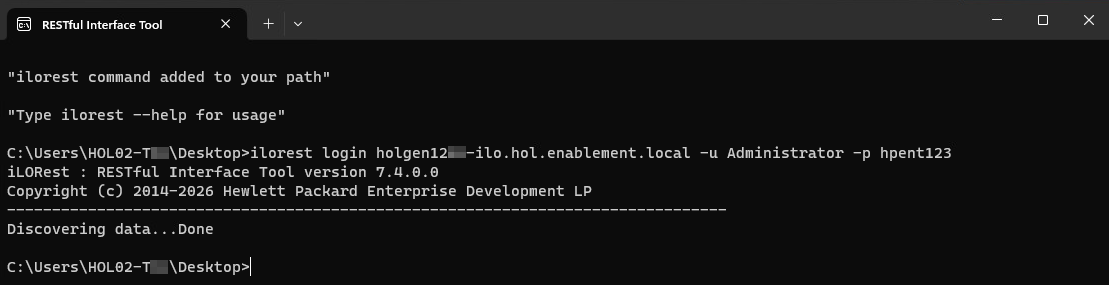 RESTful Interface Tool
"ilorest command added to your path"
"Type ilorest --help for usage"
C:\Users\HOL02-T\Desktop>ilorest login holgen12-ilo.hol.enablement.local -u Administrator -p hpent123
iLORest : RESTful Interface Tool version 7.4.0.0
Copyright (c) 2014-2026 Hewlett Packard Enterprise Development LP
--------------------------------------------------------------------------------
Discovering data...Done
C:\Users\HOL02-T\Desktop>